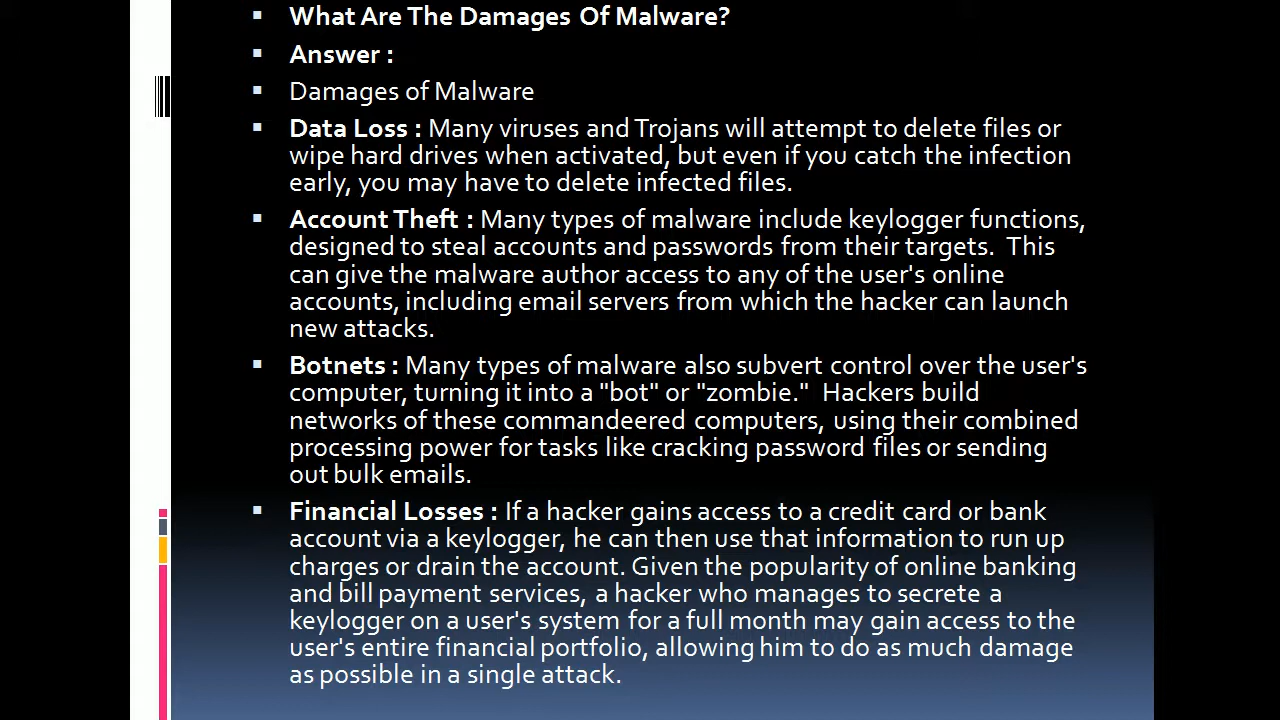 What Are The Damages Of Malware?
Answer :
Damages of Malware
Data Loss : Many viruses and Trojans will attempt to delete files or
wipe hard drives when activated, but even if you catch the infection
early, you may have to delete infected files.
Account Theft : Many types of malware include keylogger functions,
designed to steal accounts and passwords from their targets.  This
can give the malware author access to any of the user's online
accounts, including email servers from which the hacker can launch
new attacks.
Botnets : Many types of malware also subvert control over the user's
computer, turning it into a "bot" or "zombie."  Hackers build
networks of these commandeered computers, using their combined
processing power for tasks like cracking password files or sending
out bulk emails.
Financial Losses : If a hacker gains access to a credit card or bank
account via a keylogger, he can then use that information to run up
charges or drain the account. Given the popularity of online banking
and bill payment services, a hacker who manages to secrete a
keylogger on a user's system for a full month may gain access to the
user's entire financial portfolio, allowing him to do as much damage
as possible in a single attack.